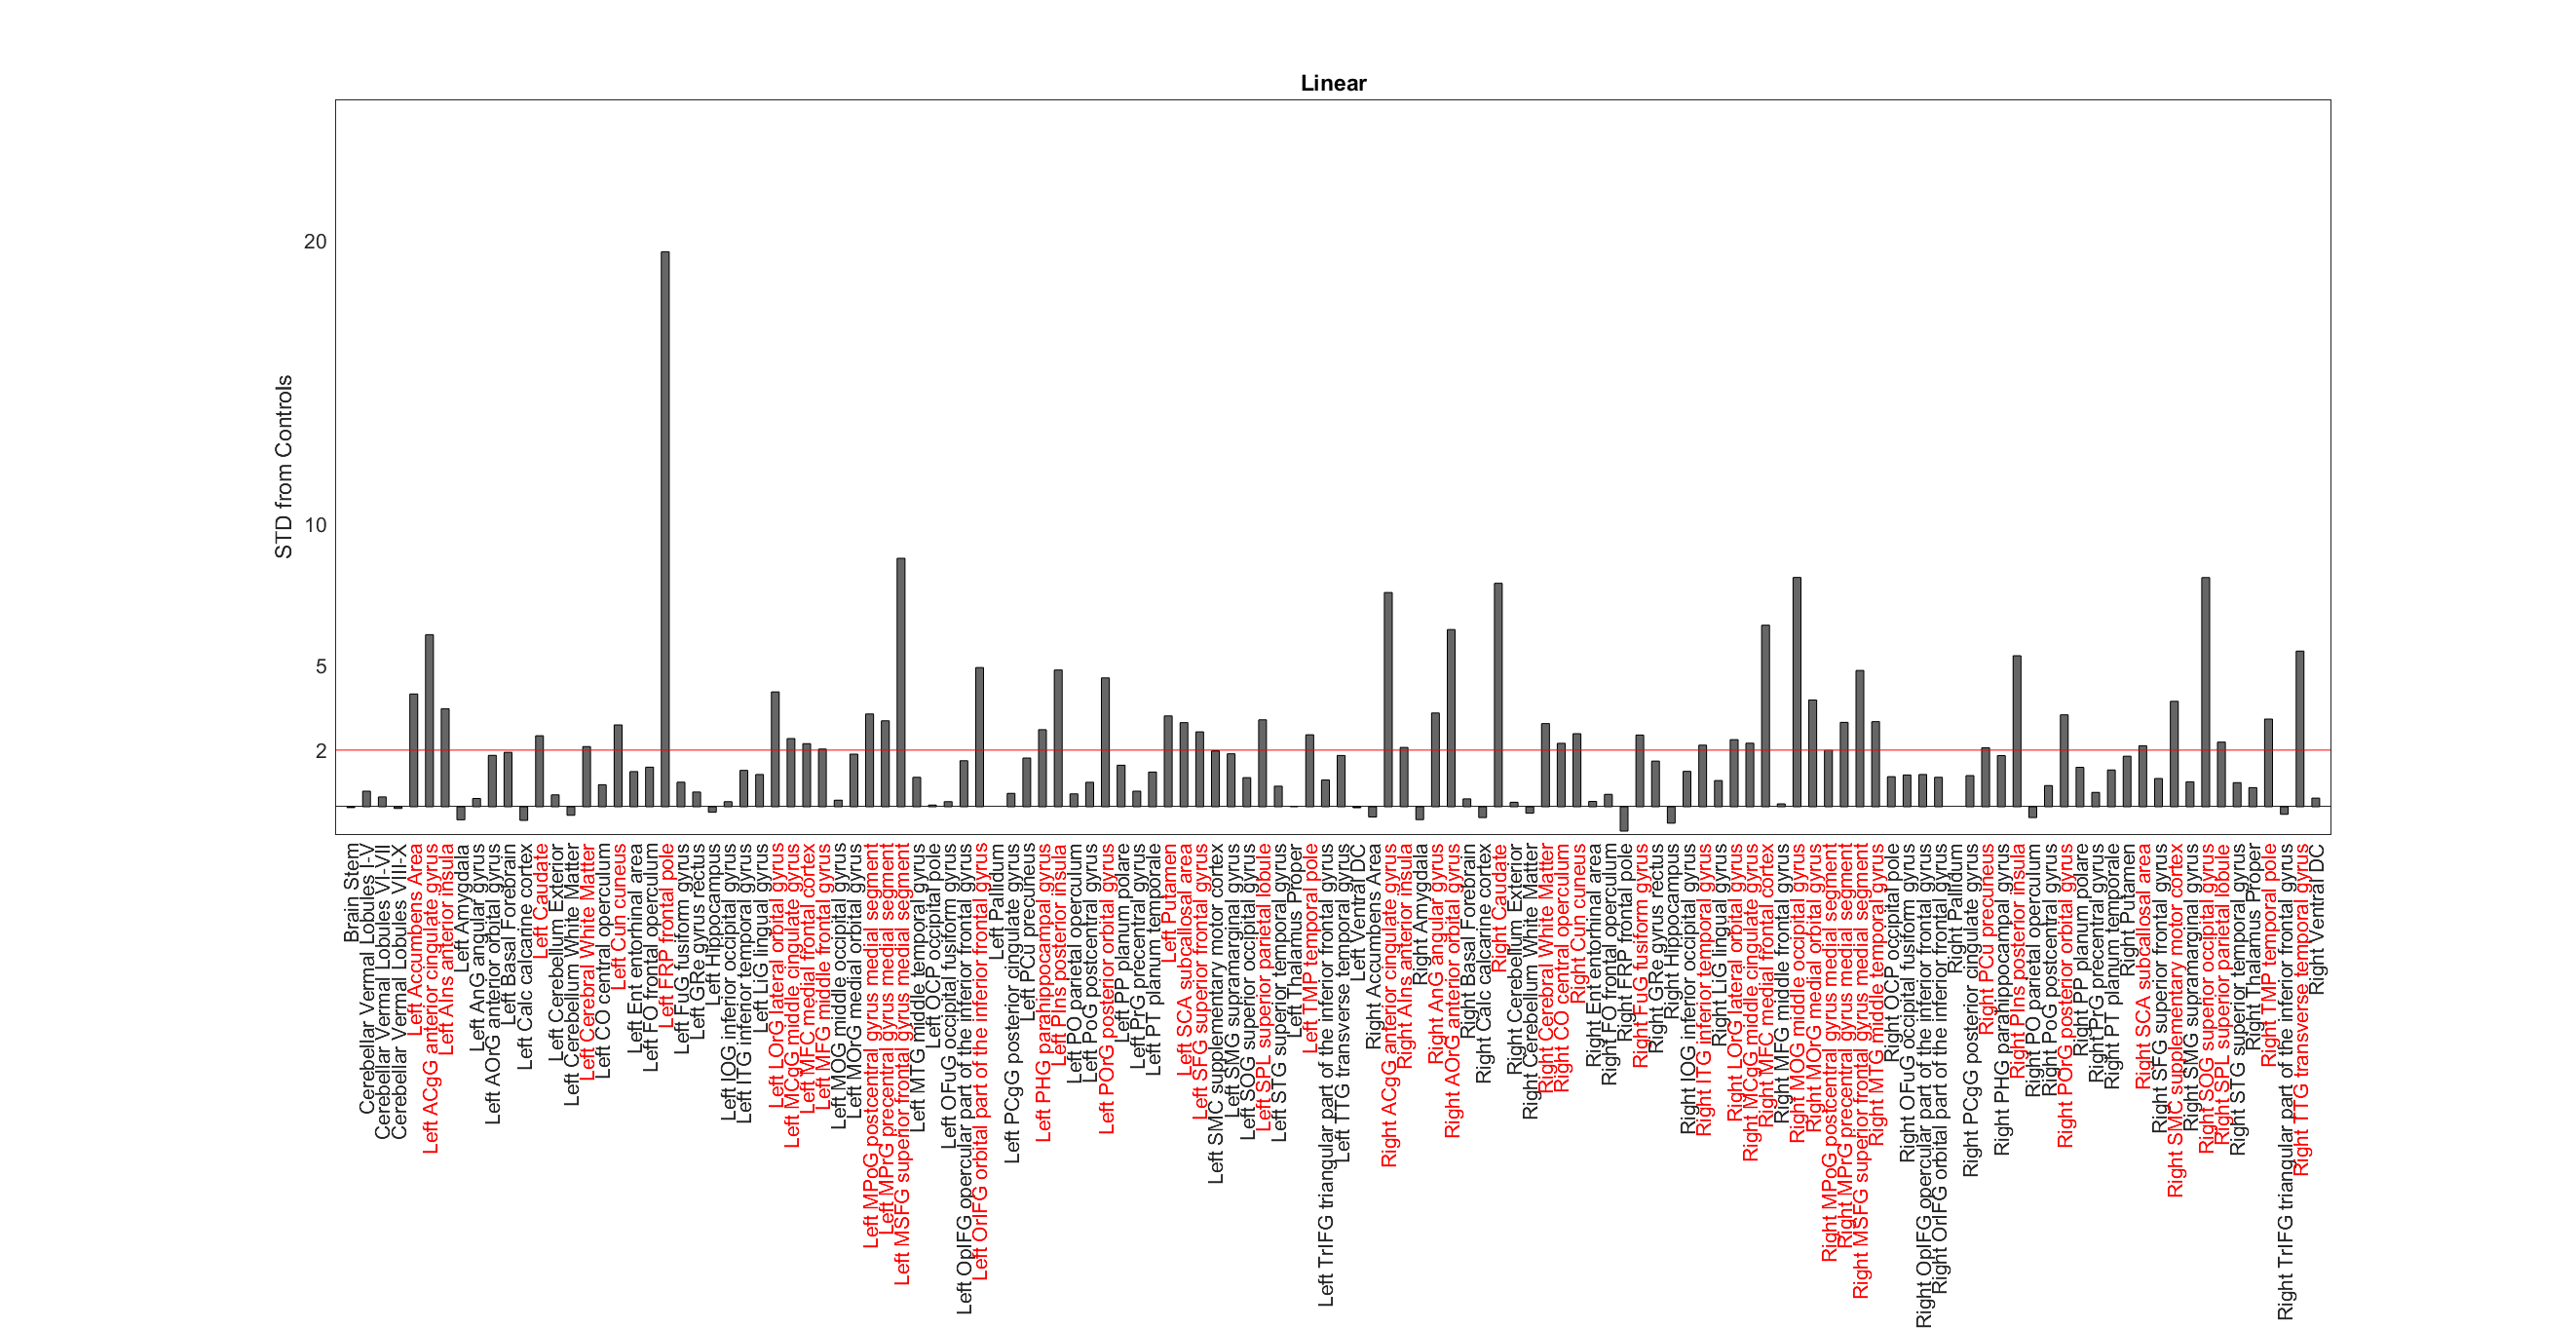 Linear
STD from Controls
20
10
5
2
Brain Stem
Cerebellar Vermal Lobules I-V
Cerebellar Vermal Lobules VI-VII
Cerebellar Vermal Lobules VIII-X
Left Accumbens Area
Left ACgG anterior cingulate gyrus
Left AIns anterior insula
Left Amygdala
Left AnG angular gyrus
Left AOrG anterior orbital gyrus
Left Basal Forebrain
Left Calc calcarine cortex
Left Caudate
Left Cerebellum Exterior
Left Cerebellum White Matter
Left Cerebral White Matter
Left CO central operculum
Left Cun cuneus
Left Ent entorhinal area
Left FO frontal operculum
Left FRP frontal pole
Left FuG fusiform gyrus
Left GRe gyrus rectus
Left Hippocampus
Left IOG inferior occipital gyrus
Left ITG inferior temporal gyrus
Left LiG lingual gyrus
Left LOrG lateral orbital gyrus
Left MCgG middle cingulate gyrus
Left MFC medial frontal cortex
Left MFG middle frontal gyrus
Left MOG middle occipital gyrus
Left MOrG medial orbital gyrus
Left MPoG postcentral gyrus medial segment
Left MPrG precentral gyrus medial segment
Left MSFG superior frontal gyrus medial segment
Left MTG middle temporal gyrus
Left OCP occipital pole
Left OFuG occipital fusiform gyrus
Left OpIFG opercular part of the inferior frontal gyrus
Left OrIFG orbital part of the inferior frontal gyrus
Left Pallidum
Left PCgG posterior cingulate gyrus
Left PCu precuneus
Left PHG parahippocampal gyrus
Left PIns posterior insula
Left PO parietal operculum
Left PoG postcentral gyrus
Left POrG posterior orbital gyrus
Left PP planum polare
Left PrG precentral gyrus
Left PT planum temporale
Left Putamen
Left SCA subcallosal area
Left SFG superior frontal gyrus
Left SMC supplementary motor cortex
Left SMG supramarginal gyrus
Left SOG superior occipital gyrus
Left SPL superior parietal lobule
Left STG superior temporal gyrus
Left Thalamus Proper
Left TMP temporal pole
Left TrIFG triangular part of the inferior frontal gyrus
Left TTG transverse temporal gyrus
Left Ventral DC
Right Accumbens Area
Right ACgG anterior cingulate gyrus
Right AIns anterior insula
Right Amygdala
Right AnG angular gyrus
Right AOrG anterior orbital gyrus
Right Basal Forebrain
Right Calc calcarine cortex
Right Caudate
Right Cerebellum Exterior
Right Cerebellum White Matter
Right Cerebral White Matter
Right CO central operculum
Right Cun cuneus
Right Ent entorhinal area
Right FO frontal operculum
Right FRP frontal pole
Right FuG fusiform gyrus
Right GRe gyrus rectus
Right Hippocampus
Right IOG inferior occipital gyrus
Right ITG inferior temporal gyrus
Right LiG lingual gyrus
Right LOrG lateral orbital gyrus
Right MCgG middle cingulate gyrus
Right MFC medial frontal cortex
Right MFG middle frontal gyrus
Right MOG middle occipital gyrus
Right MOrG medial orbital gyrus
Right MPoG postcentral gyrus medial segment
Right MPrG precentral gyrus medial segment
Right MSFG superior frontal gyrus medial segment
Right MTG middle temporal gyrus
Right OCP occipital pole
Right OFuG occipital fusiform gyrus
Right OpIFG opercular part of the inferior frontal gyrus
Right OrIFG orbital part of the inferior frontal gyrus
Right Pallidum
Right PCgG posterior cingulate gyrus
Right PCu precuneus
Right PHG parahippocampal gyrus
Right PIns posterior insula
Right PO parietal operculum
Right PoG postcentral gyrus
Right POrG posterior orbital gyrus
Right PP planum polare
Right PrG precentral gyrus
Right PT planum temporale
Right Putamen
Right SCA subcallosal area
Right SFG superior frontal gyrus
Right SMC supplementary motor cortex
Right SMG supramarginal gyrus
Right SOG superior occipital gyrus
Right SPL superior parietal lobule
Right STG superior temporal gyrus
Right Thalamus Proper
Right TMP temporal pole
Right TrIFG triangular part of the inferior frontal gyrus
Right TTG transverse temporal gyrus
Right Ventral DC